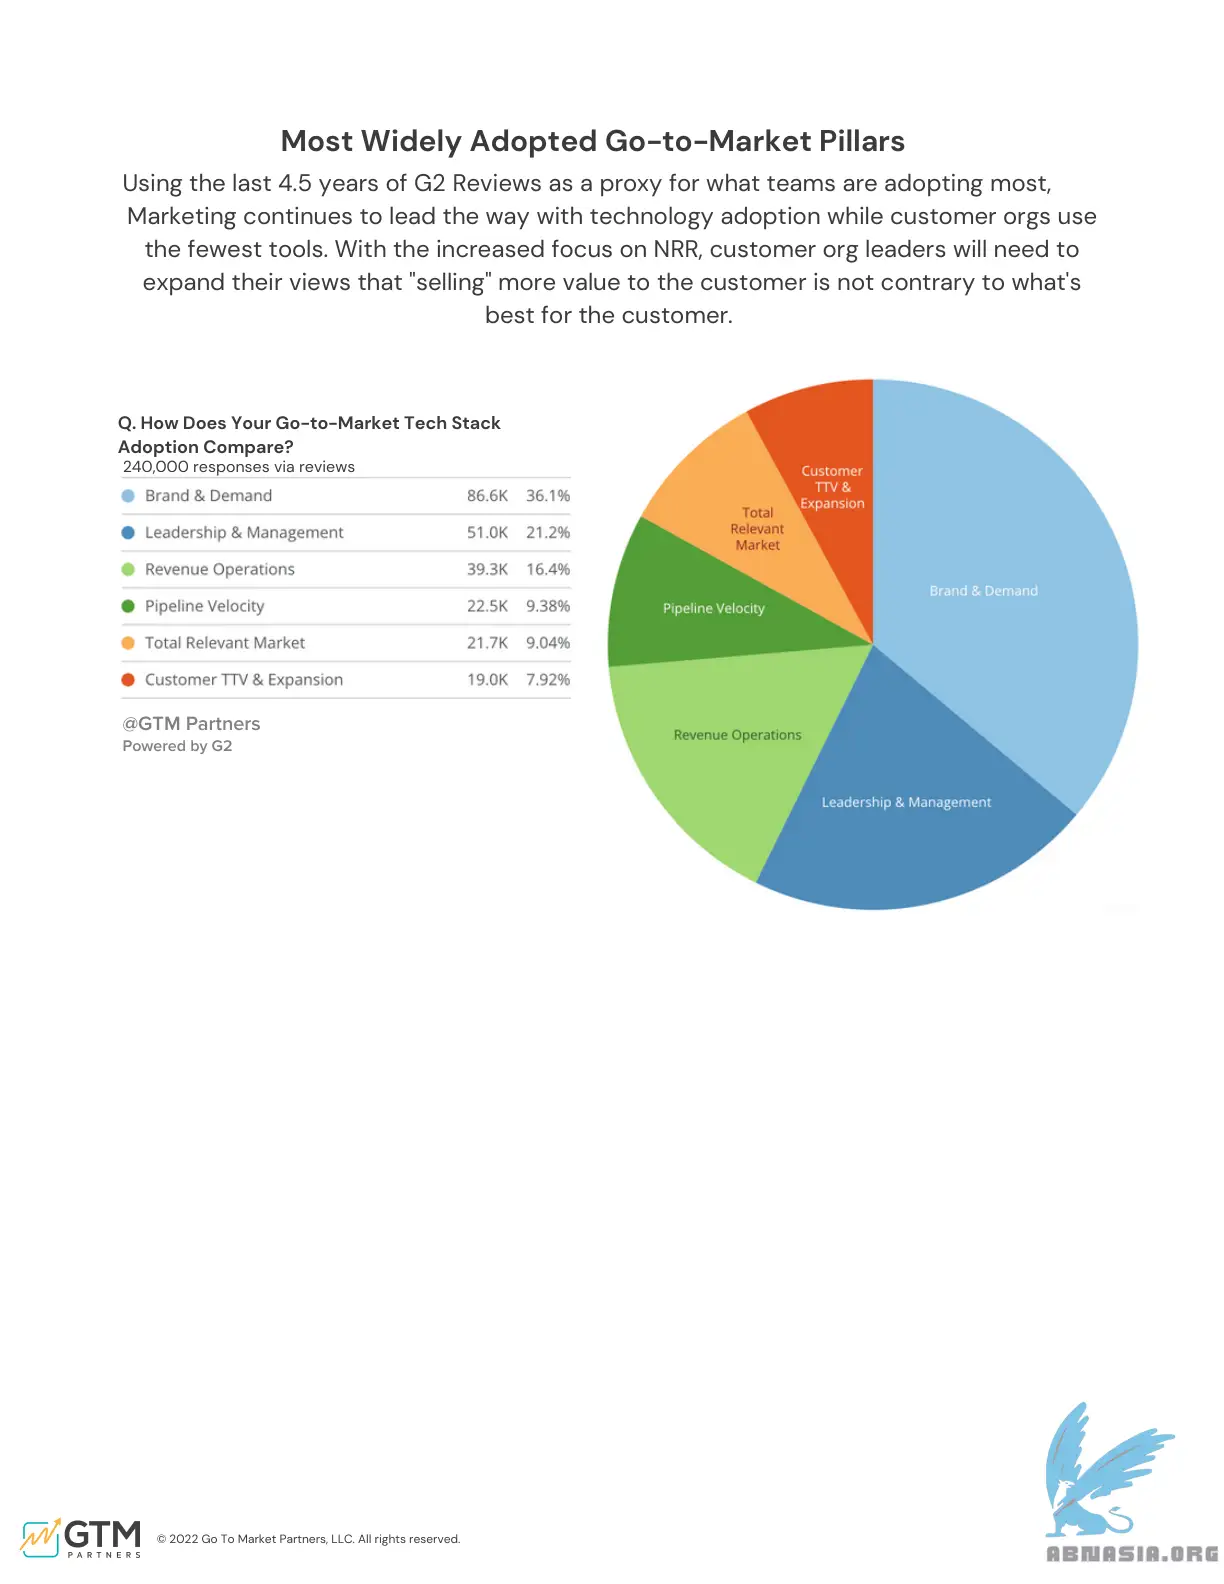 Most Widely Adopted Go-to-Market Pillars
Using the last 4.5 years of G2 Reviews as a proxy for what teams are adopting most,
Marketing continues to lead the way with technology adoption while customer orgs use
the fewest tools. With the increased focus on NRR, customer org leaders will need to
expand their views that "selling" more value to the customer is not contrary to what's
best for the customer.
Q. How Does Your Go-to-Market Tech Stack
Adoption Compare?
240,000 responses via reviews
Brand & Demand 86.6K 36.1%
Leadership & Management 51.0K 21.2%
Revenue Operations 39.3K 16.4%
Pipeline Velocity 22.5K 9.38%
Total Relevant Market 21.7K 9.04%
Customer TTV & Expansion 19.0K 7.92%
@GTM Partners
Powered by G2
Customer
TTV &
Expansion
Total
Relevant
Market
Brand & Demand
Pipeline Velocity
Revenue Operations
Leadership & Management
GTM
PARTNERS
© 2022 Go To Market Partners, LLC. All rights reserved.
ABNASIA.ORG